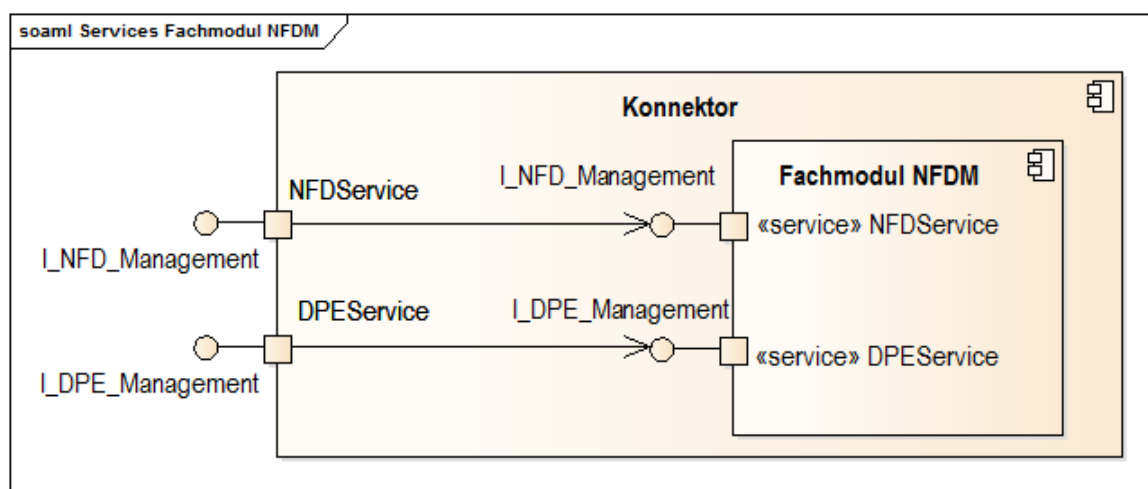 soaml Services Fachmodul NFDM
Konnektor
NFDService
I_NFD_Management
Fachmodul NFDM
«service» NFDService
I_NFD_Management
DPEService
I_DPE_Management
«service» DPEService
I_DPE_Management